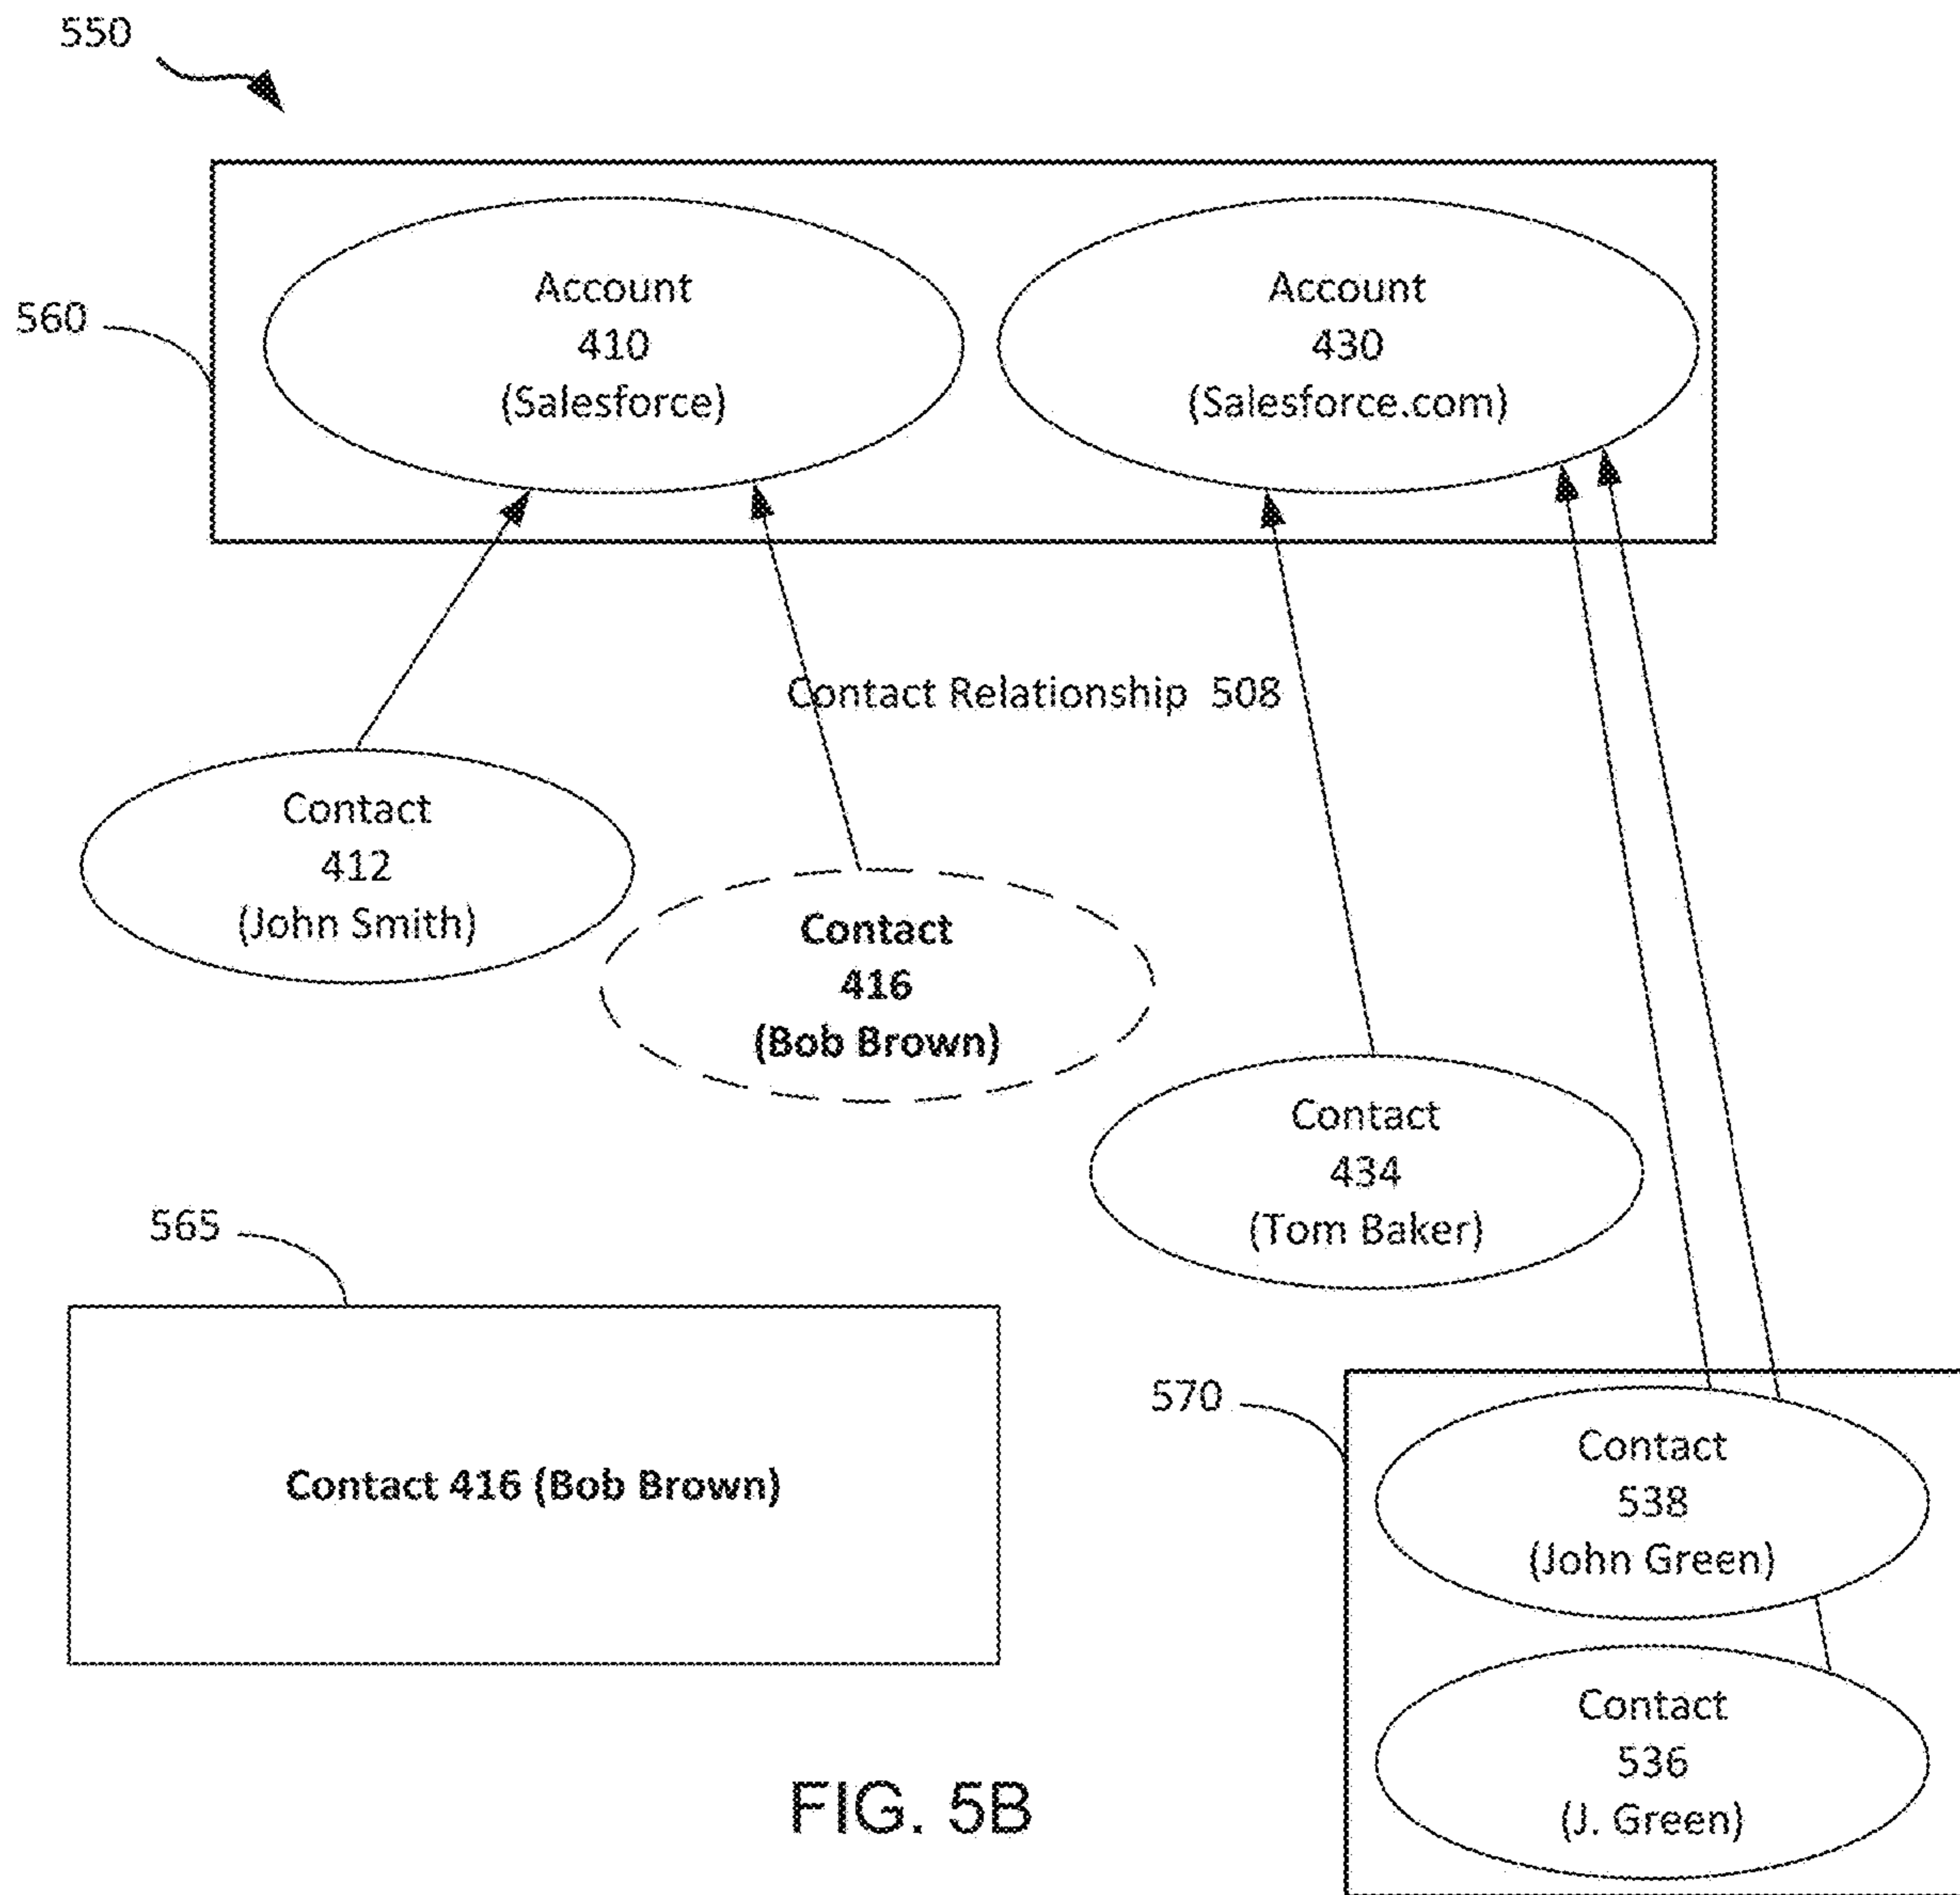 550
560
Account
410
(Salesforce)
Account
430
(Salesforce.com)
Contact Relationship 508
Contact
412
(John Smith)
Contact
416
(Bob Brown)
Contact
434
(Tom Baker)
565
Contact 416 (Bob Brown)
570
Contact
538
(John Green)
Contact
536
(J. Green)
FIG. 5B